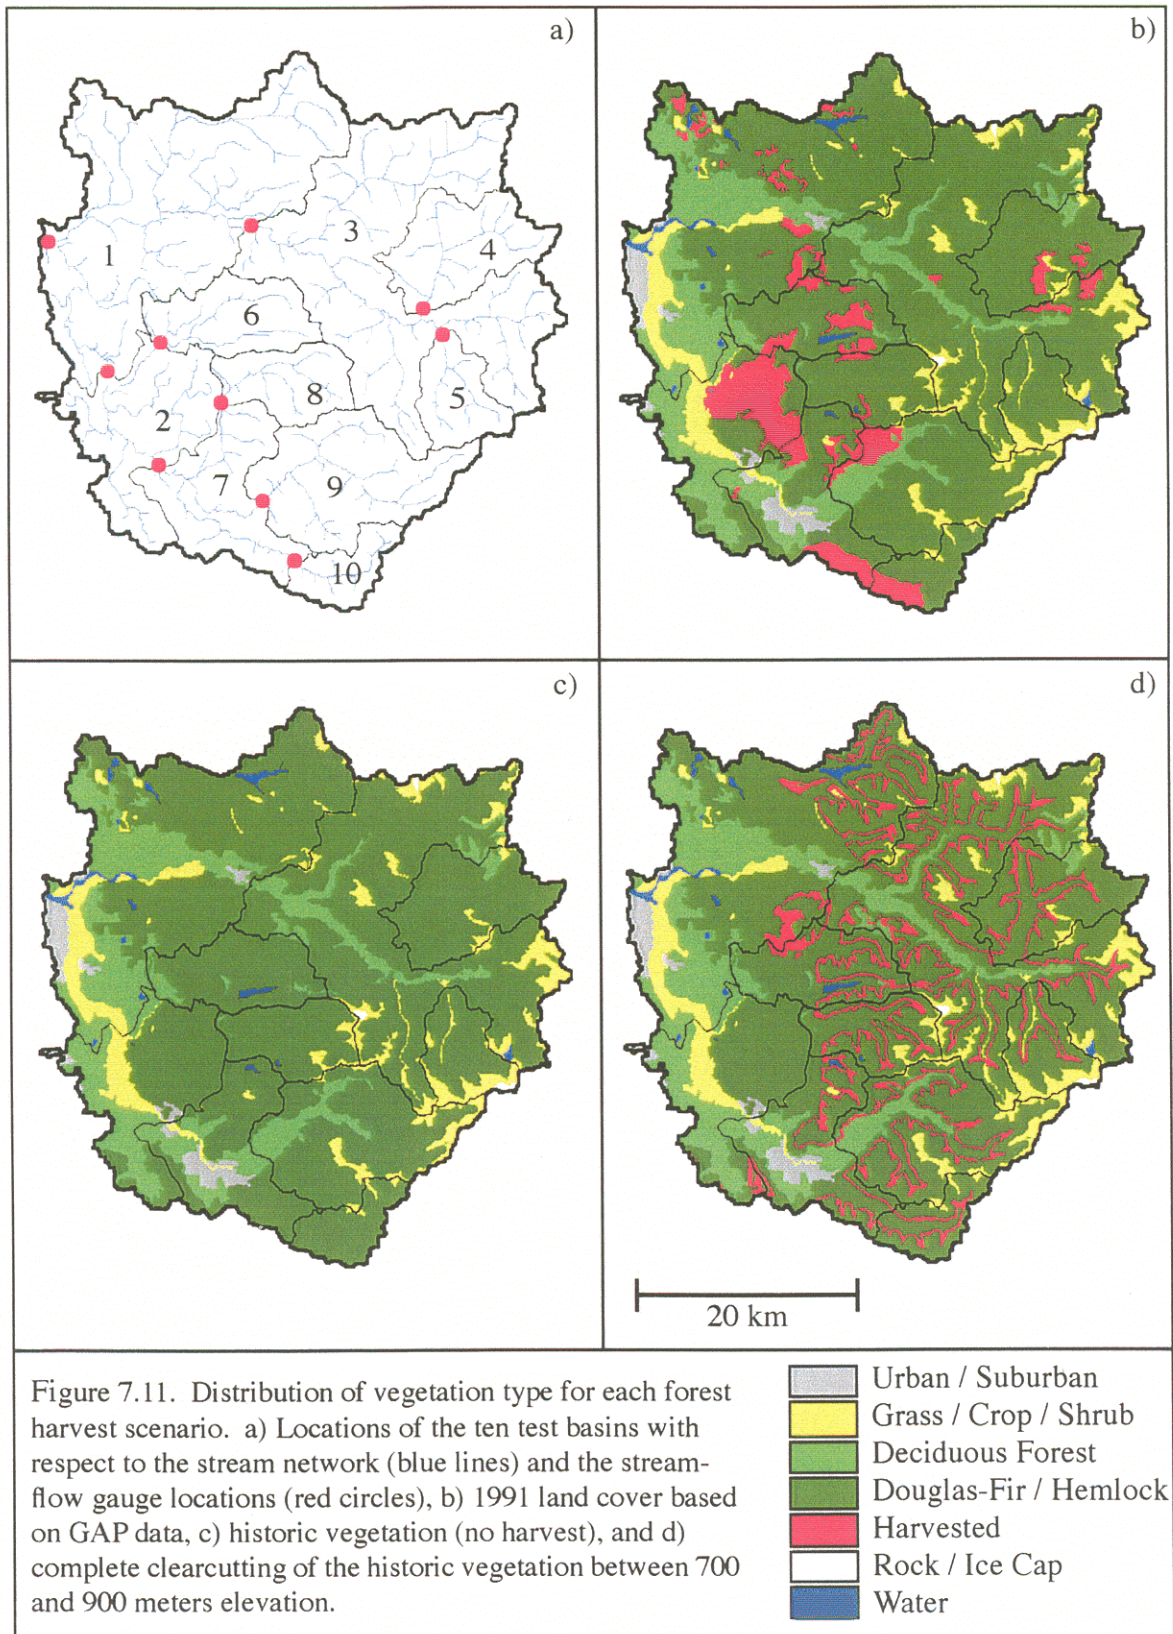 a)
1
2
3
4
5
6
7
8
9
10
b)
c)
d)
20 km
Figure 7.11. Distribution of vegetation type for each forest
harvest scenario. a) Locations of the ten test basins with
respect to the stream network (blue lines) and the stream-
flow gauge locations (red circles), b) 1991 land cover based
on GAP data, c) historic vegetation (no harvest), and d)
complete clearcutting of the historic vegetation between 700
and 900 meters elevation.
Urban / Suburban
Grass / Crop / Shrub
Deciduous Forest
Douglas-Fir / Hemlock
Harvested
Rock / Ice Cap
Water